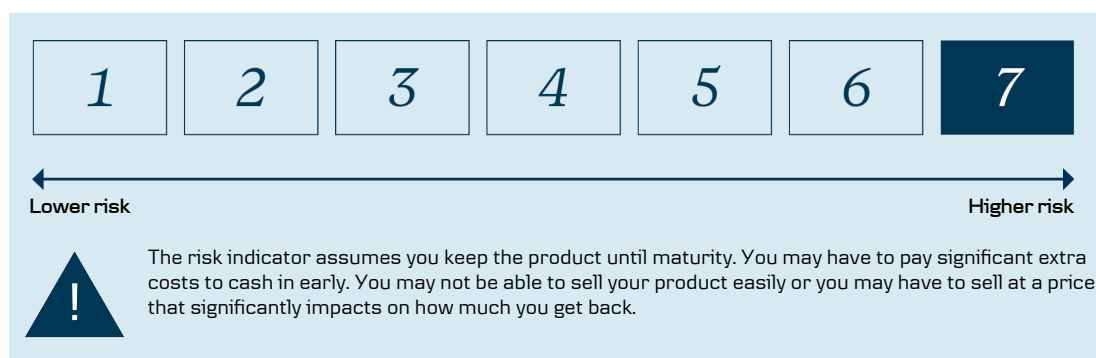 1 2 3 4 5 6 7
Lower risk Higher risk
The risk indicator assumes you keep the product until maturity. You may have to pay significant extra
costs to cash in early. You may not be able to sell your product easily or you may have to sell at a price
that significantly impacts on how much you get back.
!